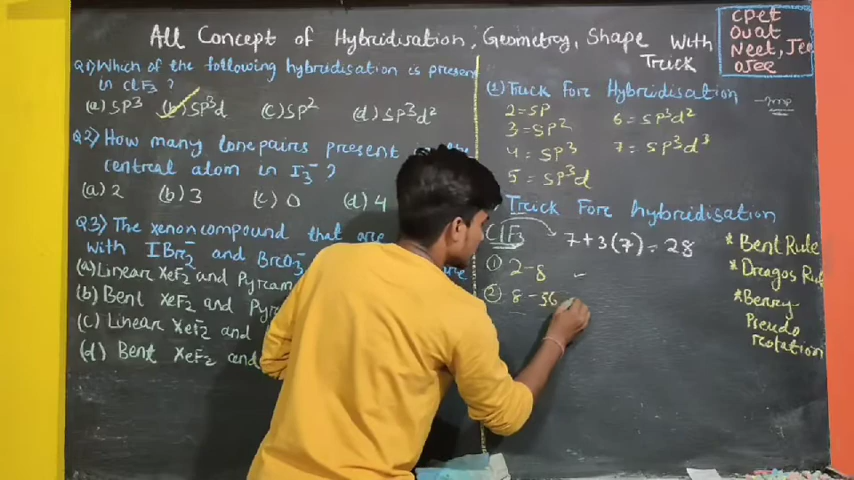 All Concept of Hybridisation, Geometry, Shape With Trick
CPET
OUAT
Neet, Jee
OJEE
Q1) Which of the following hybridisation is present
in ClF3 ?
(a) SP³ (b) SP³d (c) SP² (d) SP³d²
Q2) How many lonepairs present in
central atom in I3⁻ ?
(a) 2 (b) 3 (c) 0 (d) 4
Q3) The xenon compound that are
with IBr2⁻ and BrO3⁻ are
(a) Linear XeF2 and Pyram
(b) Bent XeF2 and Pyr
(c) Linear XeF2 and
(d) Bent XeF2 and
(1) Trick For Hybridisation
→ Imp
2 = SP
3 = SP²
4 = SP³
5 = SP³d
6 = SP³d²
7 = SP³d³
Trick For hybridisation
ClF3 7+3(7) = 28
① 2-8
② 8-56
* Bent Rule
* Dragos Rule
* Berry
Pseudo
rotation